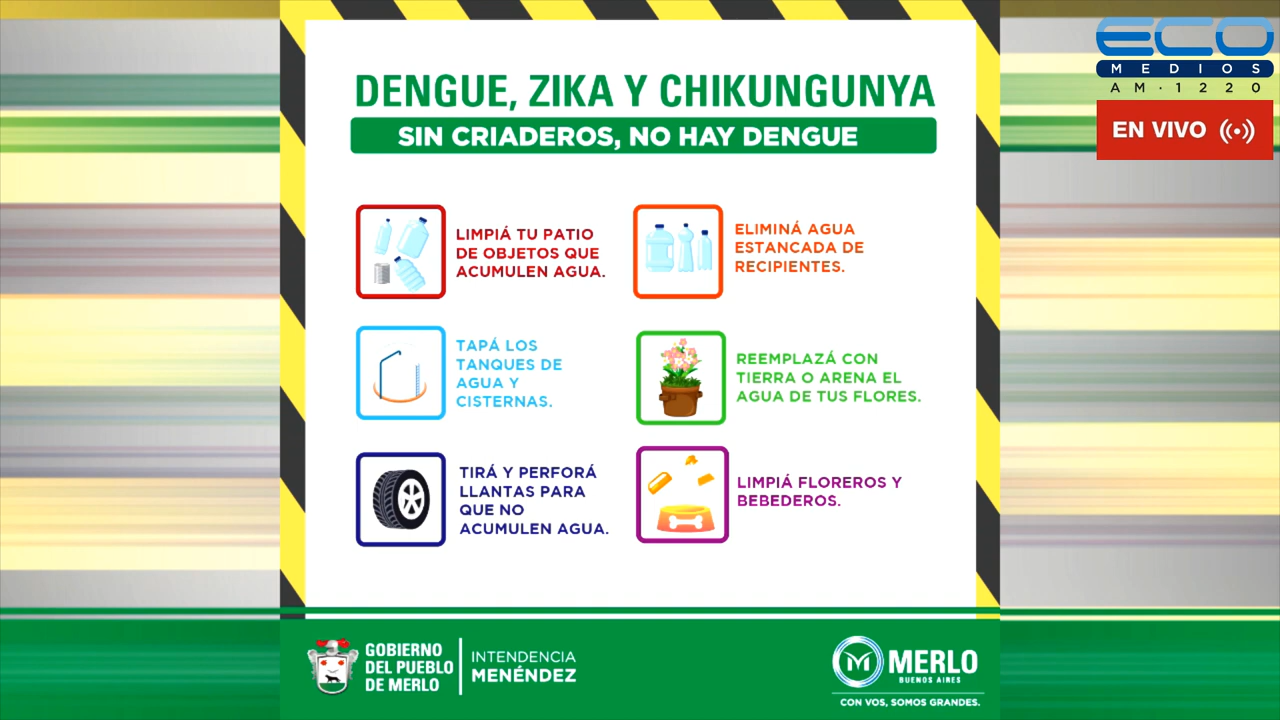 DENGUE, ZIKA Y CHIKUNGUNYA
SIN CRIADEROS, NO HAY DENGUE
LIMPIÁ TU PATIO
DE OBJETOS QUE
ACUMULEN AGUA.
ELIMINÁ AGUA
ESTANCADA DE
RECIPIENTES.
TAPÁ LOS
TANQUES DE
AGUA Y
CISTERNAS.
REEMPLAZÁ CON
TIERRA O ARENA EL
AGUA DE TUS FLORES.
TIRÁ Y PERFORÁ
LLANTAS PARA
QUE NO
ACUMULEN AGUA.
LIMPIÁ FLOREROS Y
BEBEDEROS.
GOBIERNO
DEL PUEBLO
DE MERLO
INTENDENCIA
MENÉNDEZ
MERLO
BUENOS AIRES
CON VOS, SOMOS GRANDES.
ECO
MEDIOS
AM·1220
EN VIVO